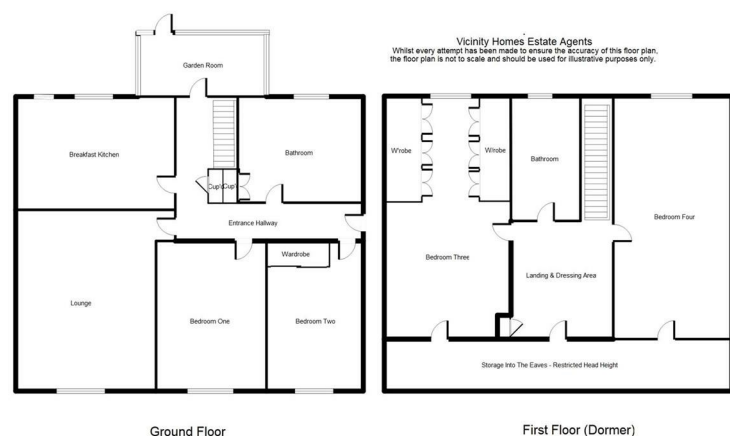 Vicinity Homes Estate Agents
Whilst every attempt has been made to ensure the accuracy of this floor plan,
the floor plan is not to scale and should be used for illustrative purposes only.
Garden Room
Breakfast Kitchen
Bathroom
Cup'd Cup'd
Entrance Hallway
Wardrobe
Lounge
Bedroom One
Bedroom Two
Ground Floor
W'robe
W'robe
Bathroom
Bedroom Four
Bedroom Three
Landing & Dressing Area
Storage Into The Eaves - Restricted Head Height
First Floor (Dormer)